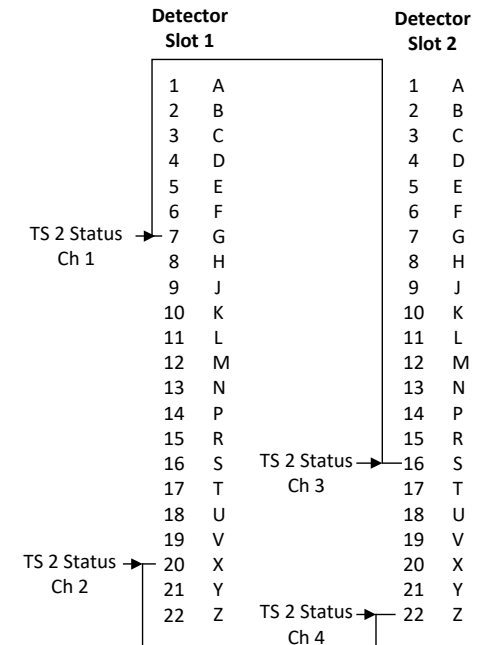 Detector Slot 1
Detector Slot 2
1 A 1 A
2 B 2 B
3 C 3 C
4 D 4 D
5 E 5 E
6 F 6 F
TS 2 Status 7 G 7 G
Ch 1 8 H 8 H
9 J 9 J
10 K 10 K
11 L 11 L
12 M 12 M
13 N 13 N
14 P 14 P
15 R 15 R
16 S TS 2 Status 16 S
17 T Ch 3 17 T
18 U 18 U
19 V 19 V
TS 2 Status 20 X 20 X
Ch 2 21 Y 21 Y
22 Z TS 2 Status 22 Z
Ch 4